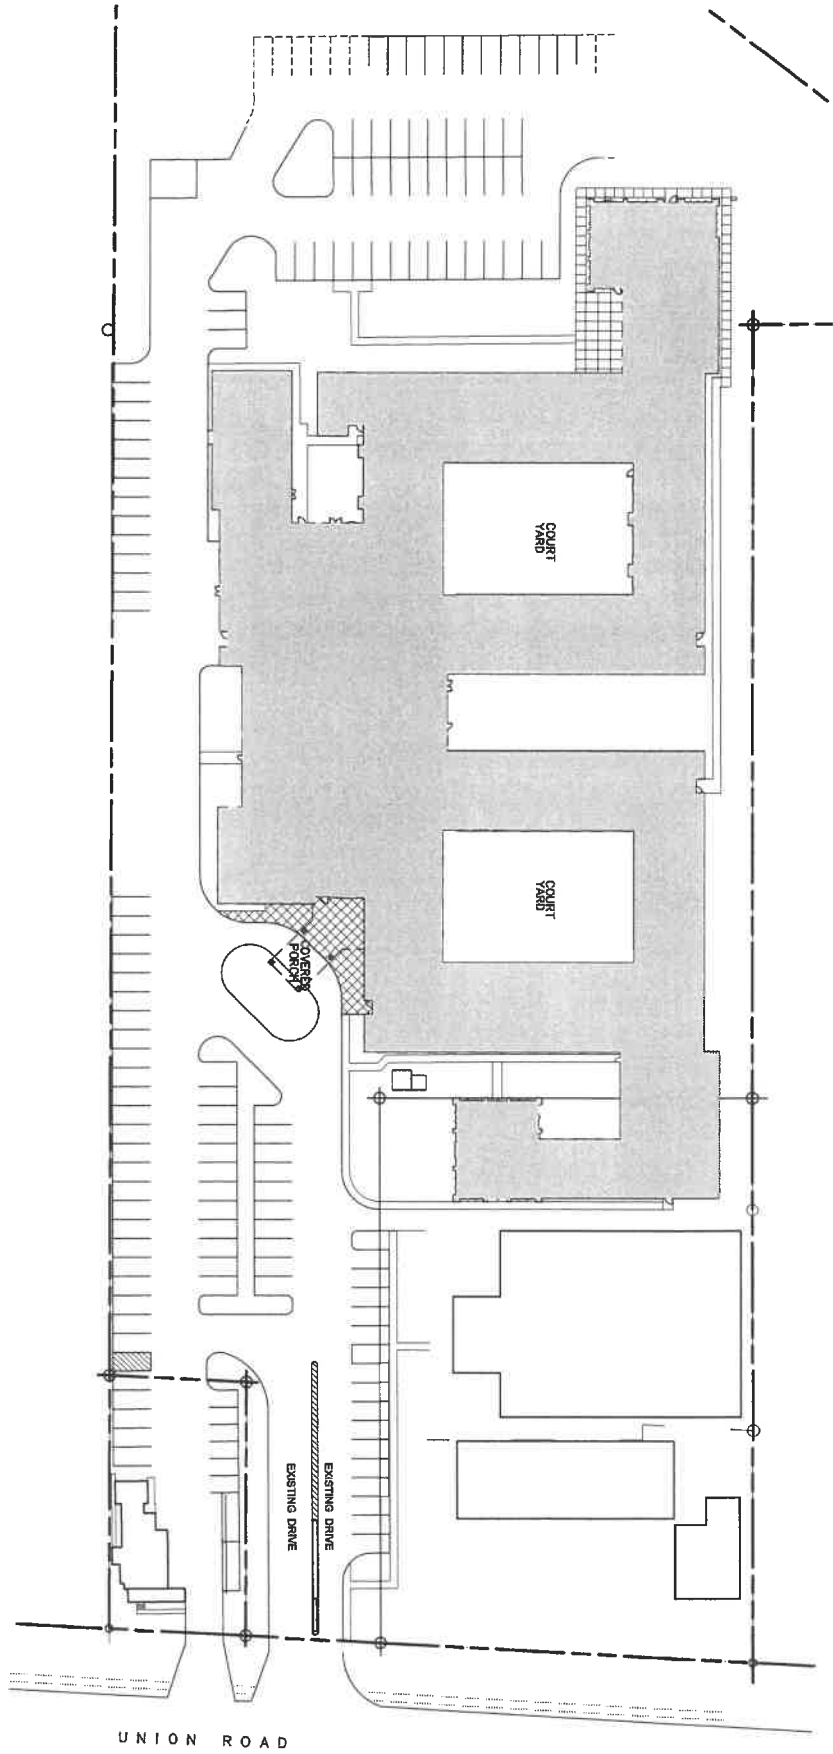 COURT
YARD
COURT
YARD
COVERED
PORCH
EXISTING DRIVE
EXISTING DRIVE
UNION ROAD